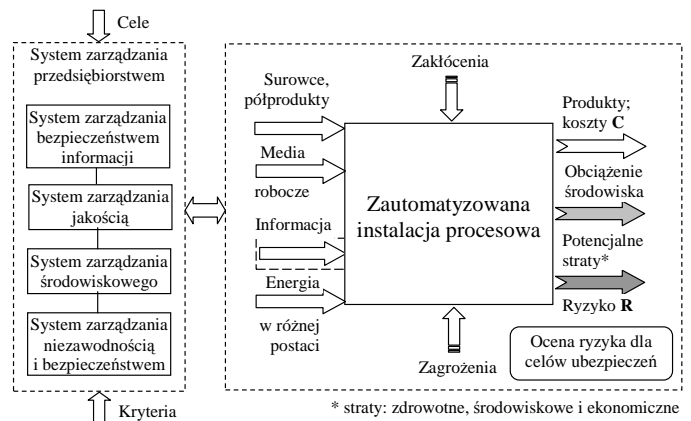 Cele
System zarządzania
przedsiębiorstwem
System zarządzania
bezpieczeństwem
informacji
System zarządzania
jakością
System zarządzania
środowiskowego
System zarządzania
niezawodnością
i bezpieczeństwem
Kryteria
Surowce,
półprodukty
Media
robocze
Informacja
Energia
w różnej
postaci
Zakłócenia
Zautomatyzowana
instalacja procesowa
Zagrożenia
Produkty;
koszty C
Obciążenie
środowiska
Potencjalne
straty*
Ryzyko R
Ocena ryzyka dla
celów ubezpieczeń
* straty: zdrowotne, środowiskowe i ekonomiczne